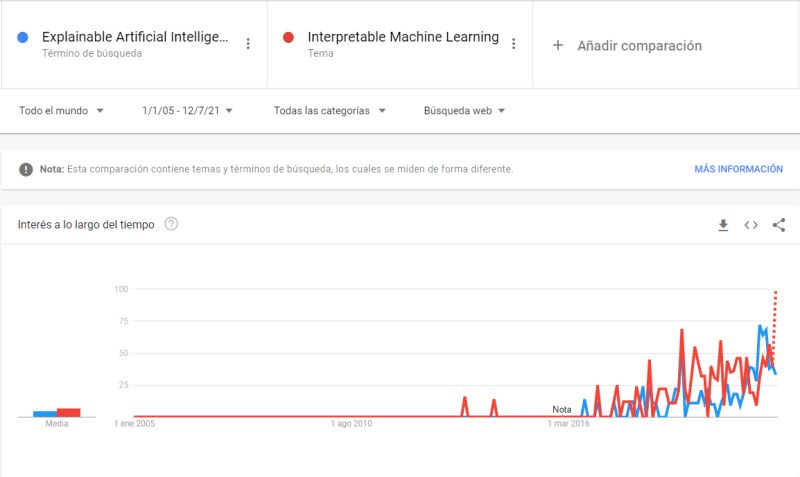 Explainable Artificial Intellige...
Término de búsqueda
Interpretable Machine Learning
Tema
+ Añadir comparación
Todo el mundo
1/1/05 - 12/7/21
Todas las categorías
Búsqueda web
Nota: Esta comparación contiene temas y términos de búsqueda, los cuales se miden de forma diferente.
MÁS INFORMACIÓN
Interés a lo largo del tiempo
100
75
50
25
Nota
Media
1 ene 2005
1 ago 2010
1 mar 2016